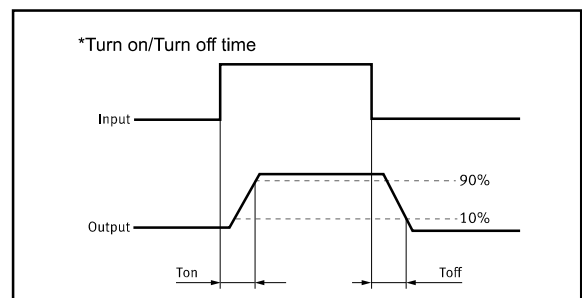 *Turn on/Turn off time
Input
90%
10%
Output
Ton
Toff